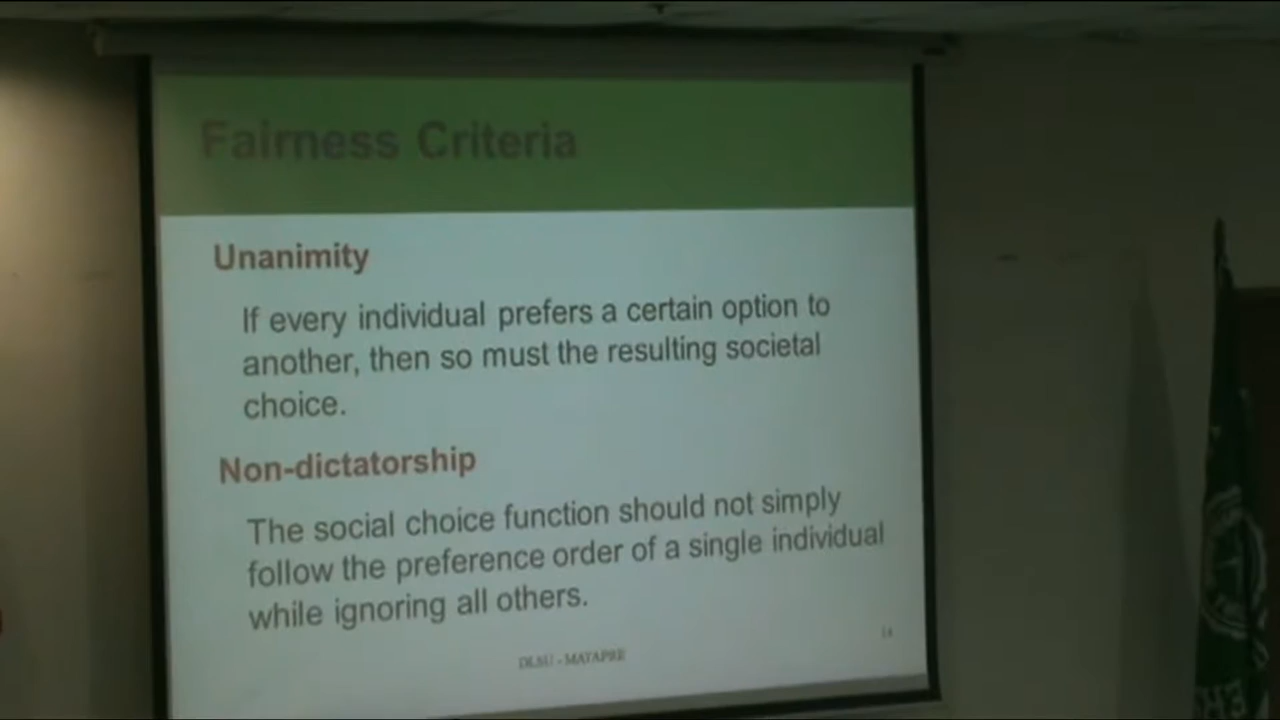 Fairness Criteria
Unanimity
If every individual prefers a certain option to
another, then so must the resulting societal
choice.
Non-dictatorship
The social choice function should not simply
follow the preference order of a single individual
while ignoring all others.
14
DLSU - MATAPRE